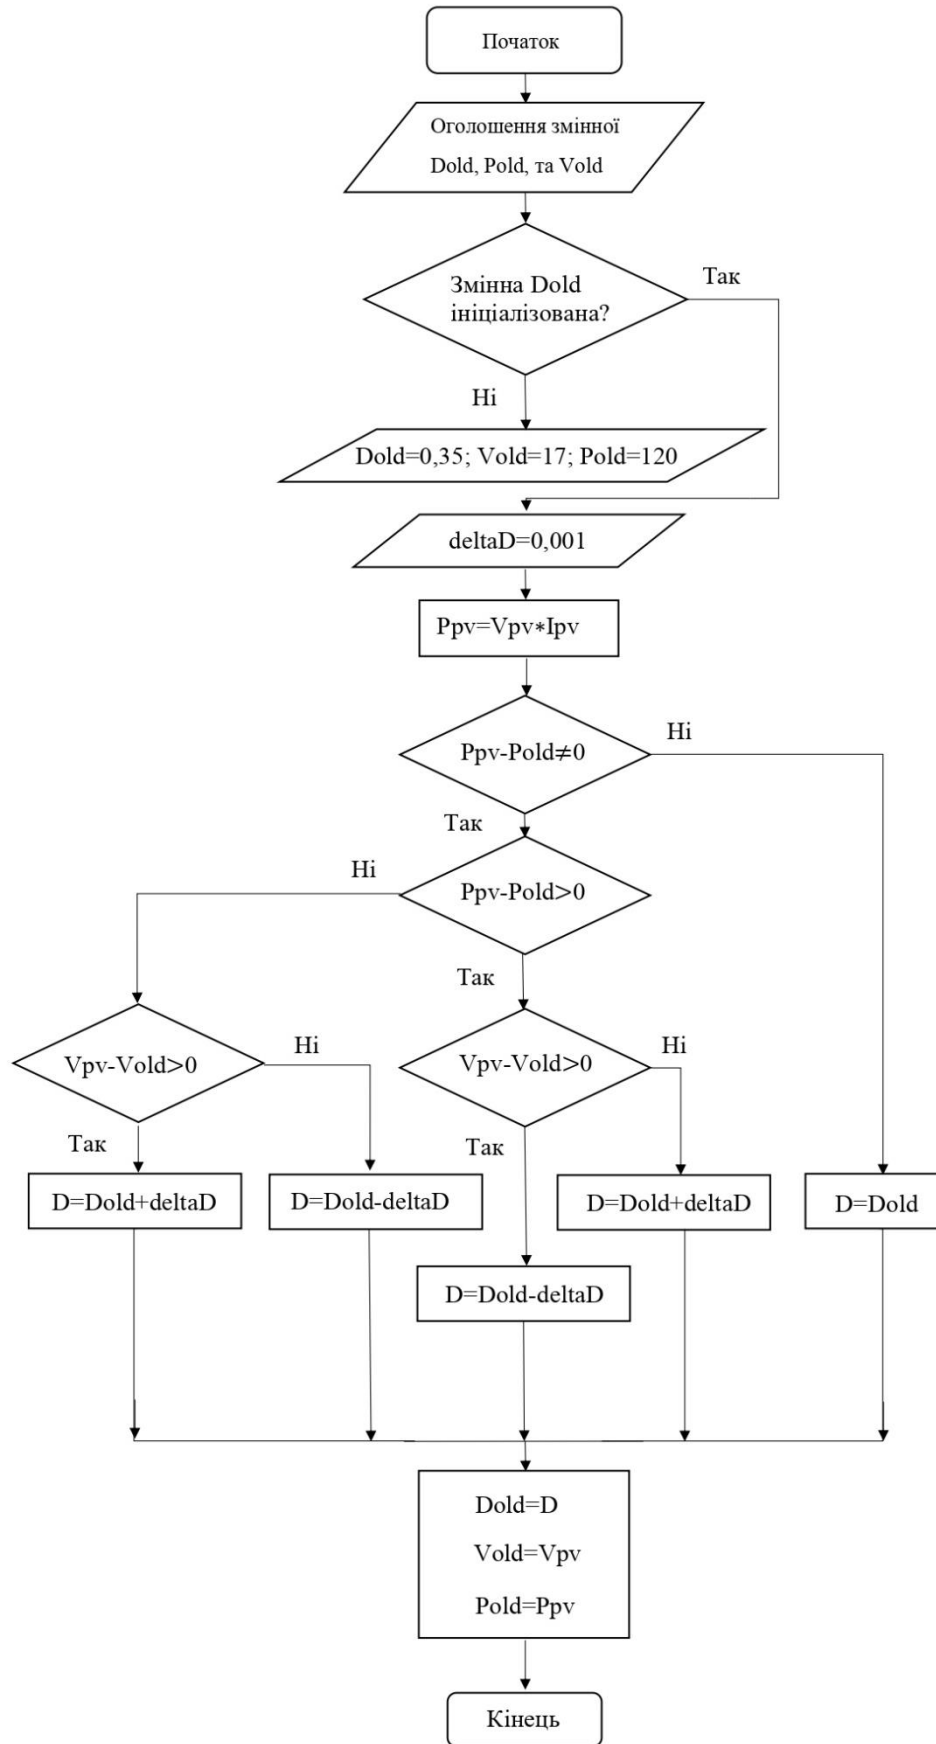 Початок
Оголошення змінної
Dold, Pold, та Vold
Змінна Dold
ініціалізована?
Так
Ні
Dold=0,35; Vold=17; Pold=120
deltaD=0,001
Ppv=Vpv*Ipv
Ppv-Pold≠0
Ні
Так
Ppv-Pold>0
Ні
Так
Vpv-Vold>0
Ні
Vpv-Vold>0
Ні
Так
Так
D=Dold+deltaD
D=Dold-deltaD
D=Dold+deltaD
D=Dold
D=Dold-deltaD
Dold=D
Vold=Vpv
Pold=Ppv
Кінець